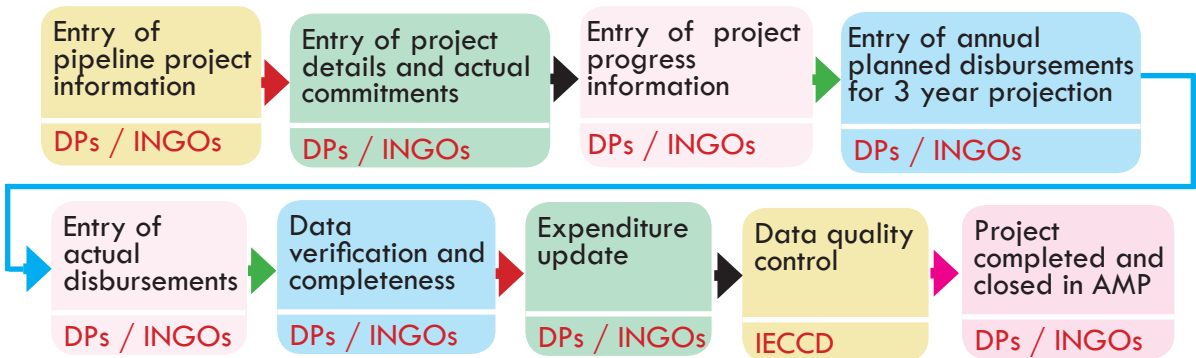 Entry of
pipeline project
information
DPs / INGOs
Entry of project
details and actual
commitments
DPs / INGOs
Entry of project
progress
information
DPs / INGOs
Entry of annual
planned disbursements
for 3 year projection
DPs / INGOs
Entry of
actual
disbursements
DPs / INGOs
Data
verification and
completeness
DPs / INGOs
Expenditure
update
DPs / INGOs
Data quality
control
IECCD
Project
completed and
closed in AMP
DPs / INGOs